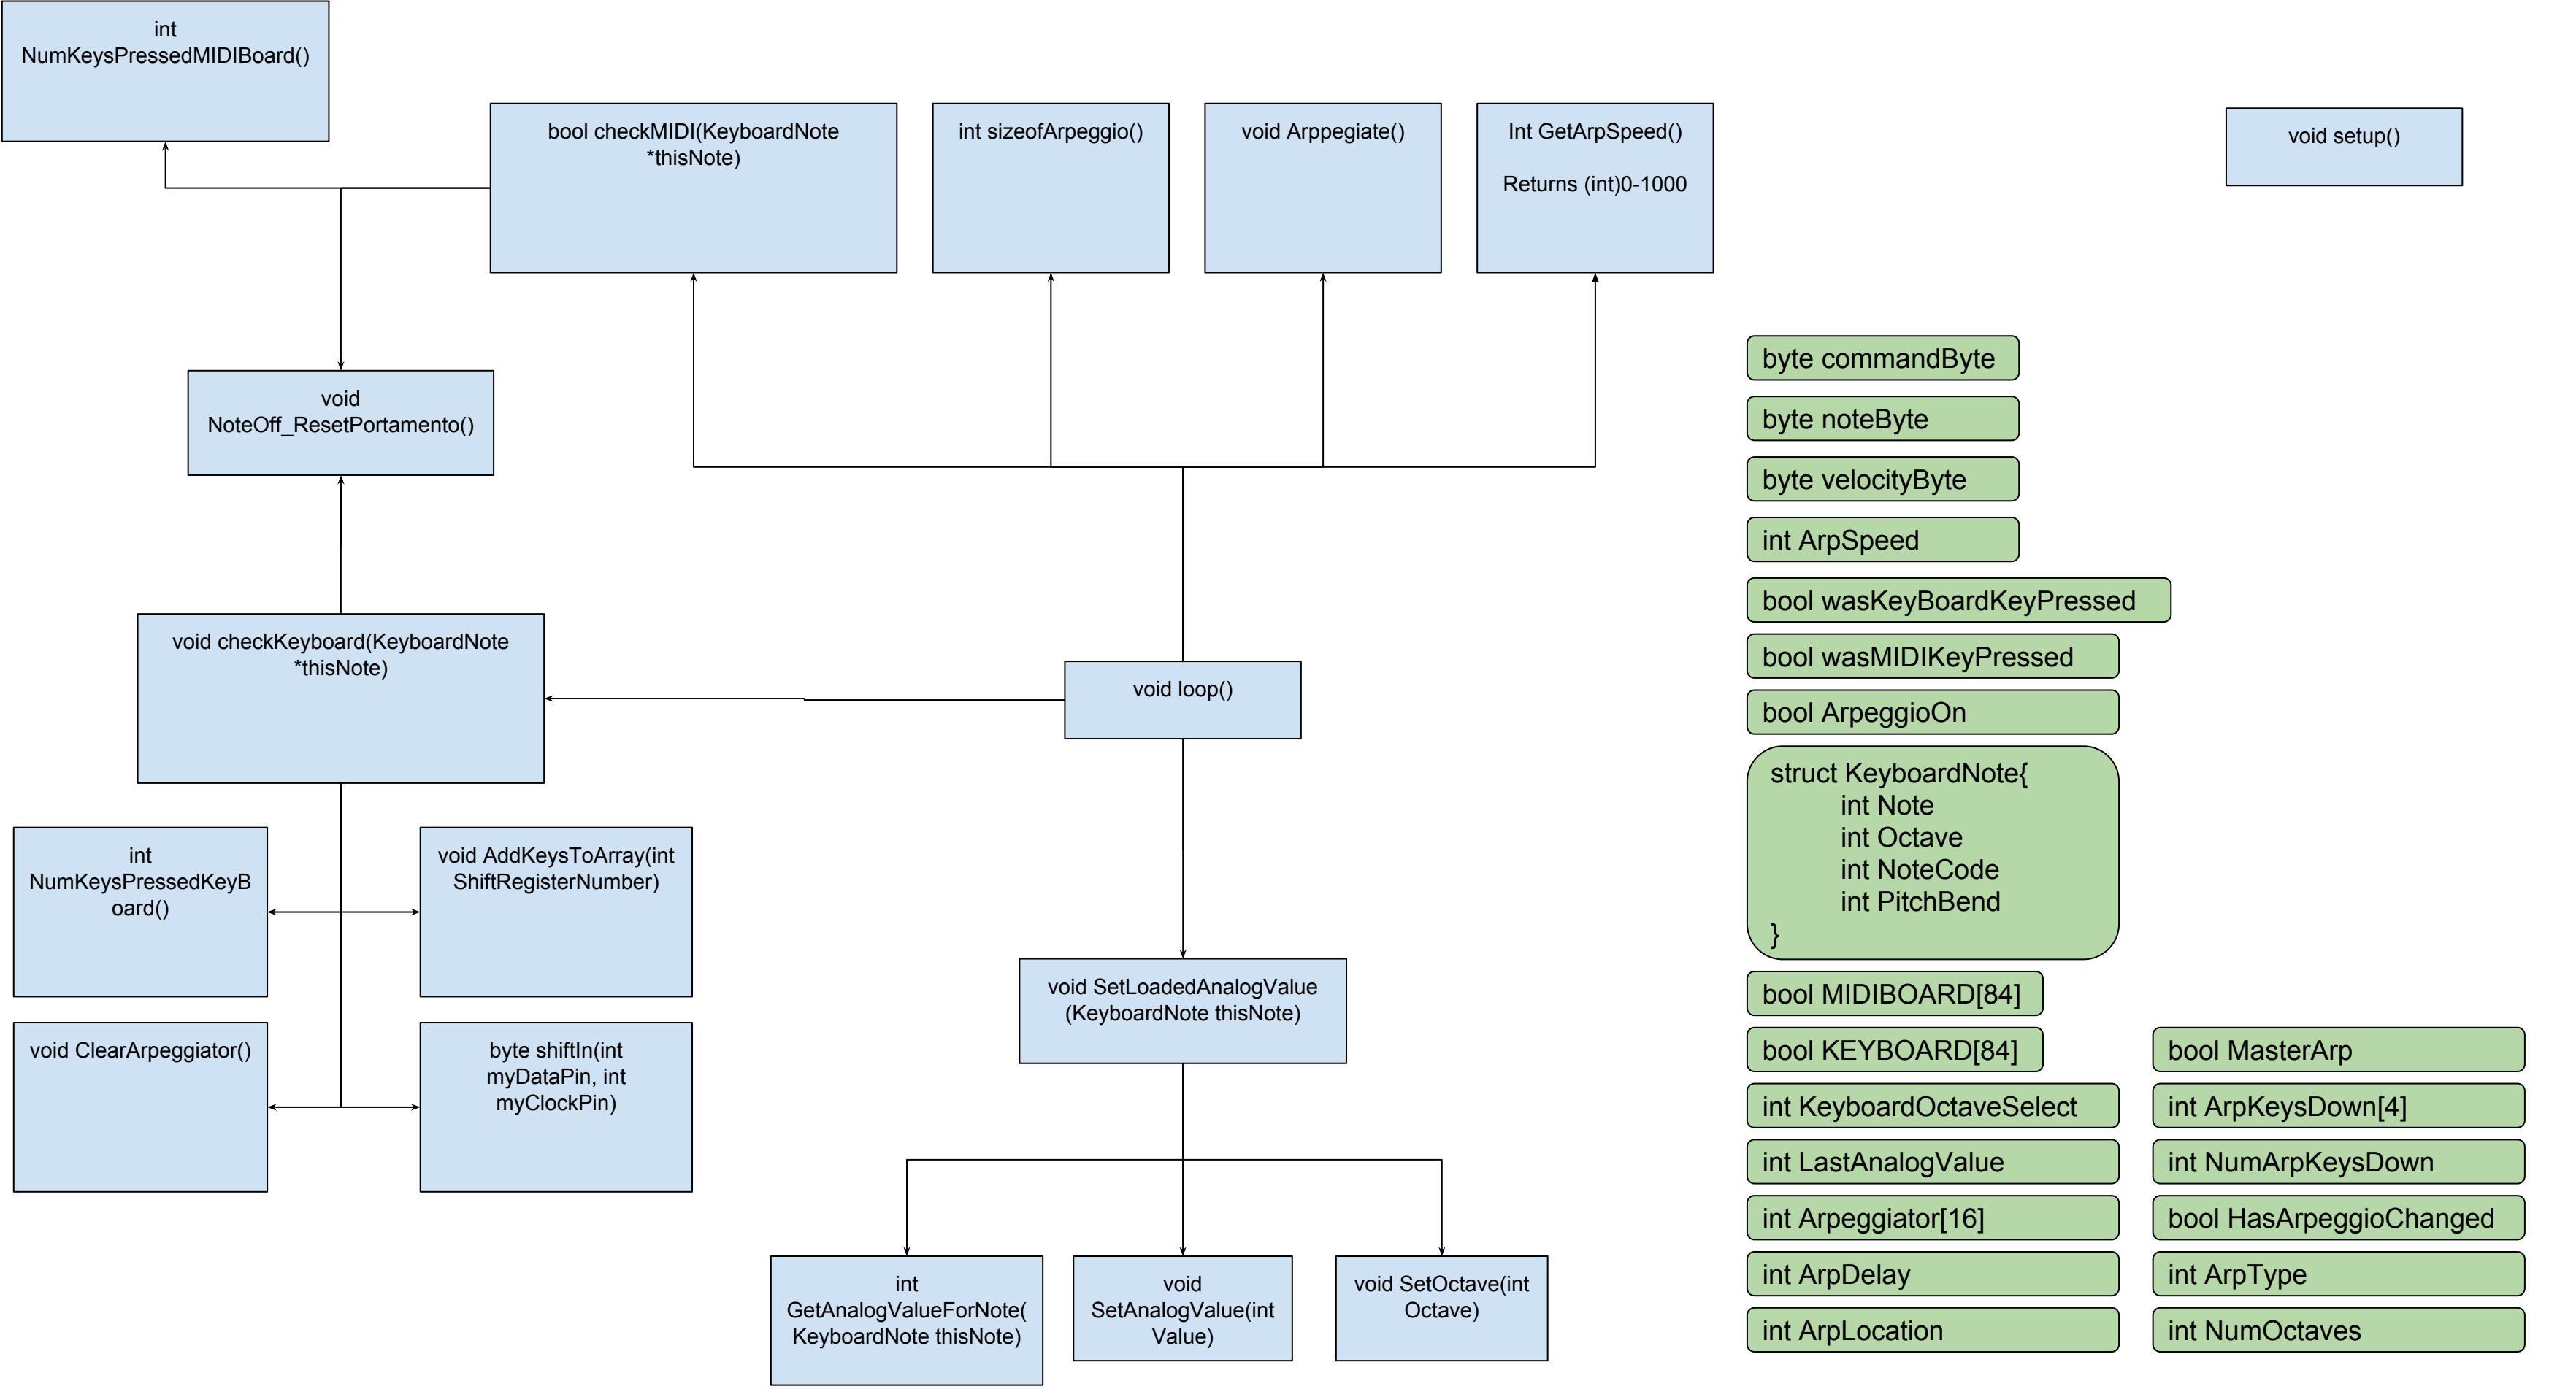 int
NumKeysPressedMIDIBoard()
bool checkMIDI(KeyboardNote
*thisNote)
int sizeofArpeggio()
void Arppegiate()
Int GetArpSpeed()
Returns (int)0-1000
void setup()
void
NoteOff_ResetPortamento()
void checkKeyboard(KeyboardNote
*thisNote)
void loop()
int
NumKeysPressedKeyB
oard()
void AddKeysToArray(int
ShiftRegisterNumber)
void ClearArpeggiator()
byte shiftIn(int
myDataPin, int
myClockPin)
void SetLoadedAnalogValue
(KeyboardNote thisNote)
int
GetAnalogValueForNote(
KeyboardNote thisNote)
void
SetAnalogValue(int
Value)
void SetOctave(int
Octave)
byte commandByte
byte noteByte
byte velocityByte
int ArpSpeed
bool wasKeyBoardKeyPressed
bool wasMIDIKeyPressed
bool ArpeggioOn
struct KeyboardNote{
int Note
int Octave
int NoteCode
int PitchBend
}
bool MIDIBOARD[84]
bool KEYBOARD[84]
int KeyboardOctaveSelect
int LastAnalogValue
int Arpeggiator[16]
int ArpDelay
int ArpLocation
bool MasterArp
int ArpKeysDown[4]
int NumArpKeysDown
bool HasArpeggioChanged
int ArpType
int NumOctaves